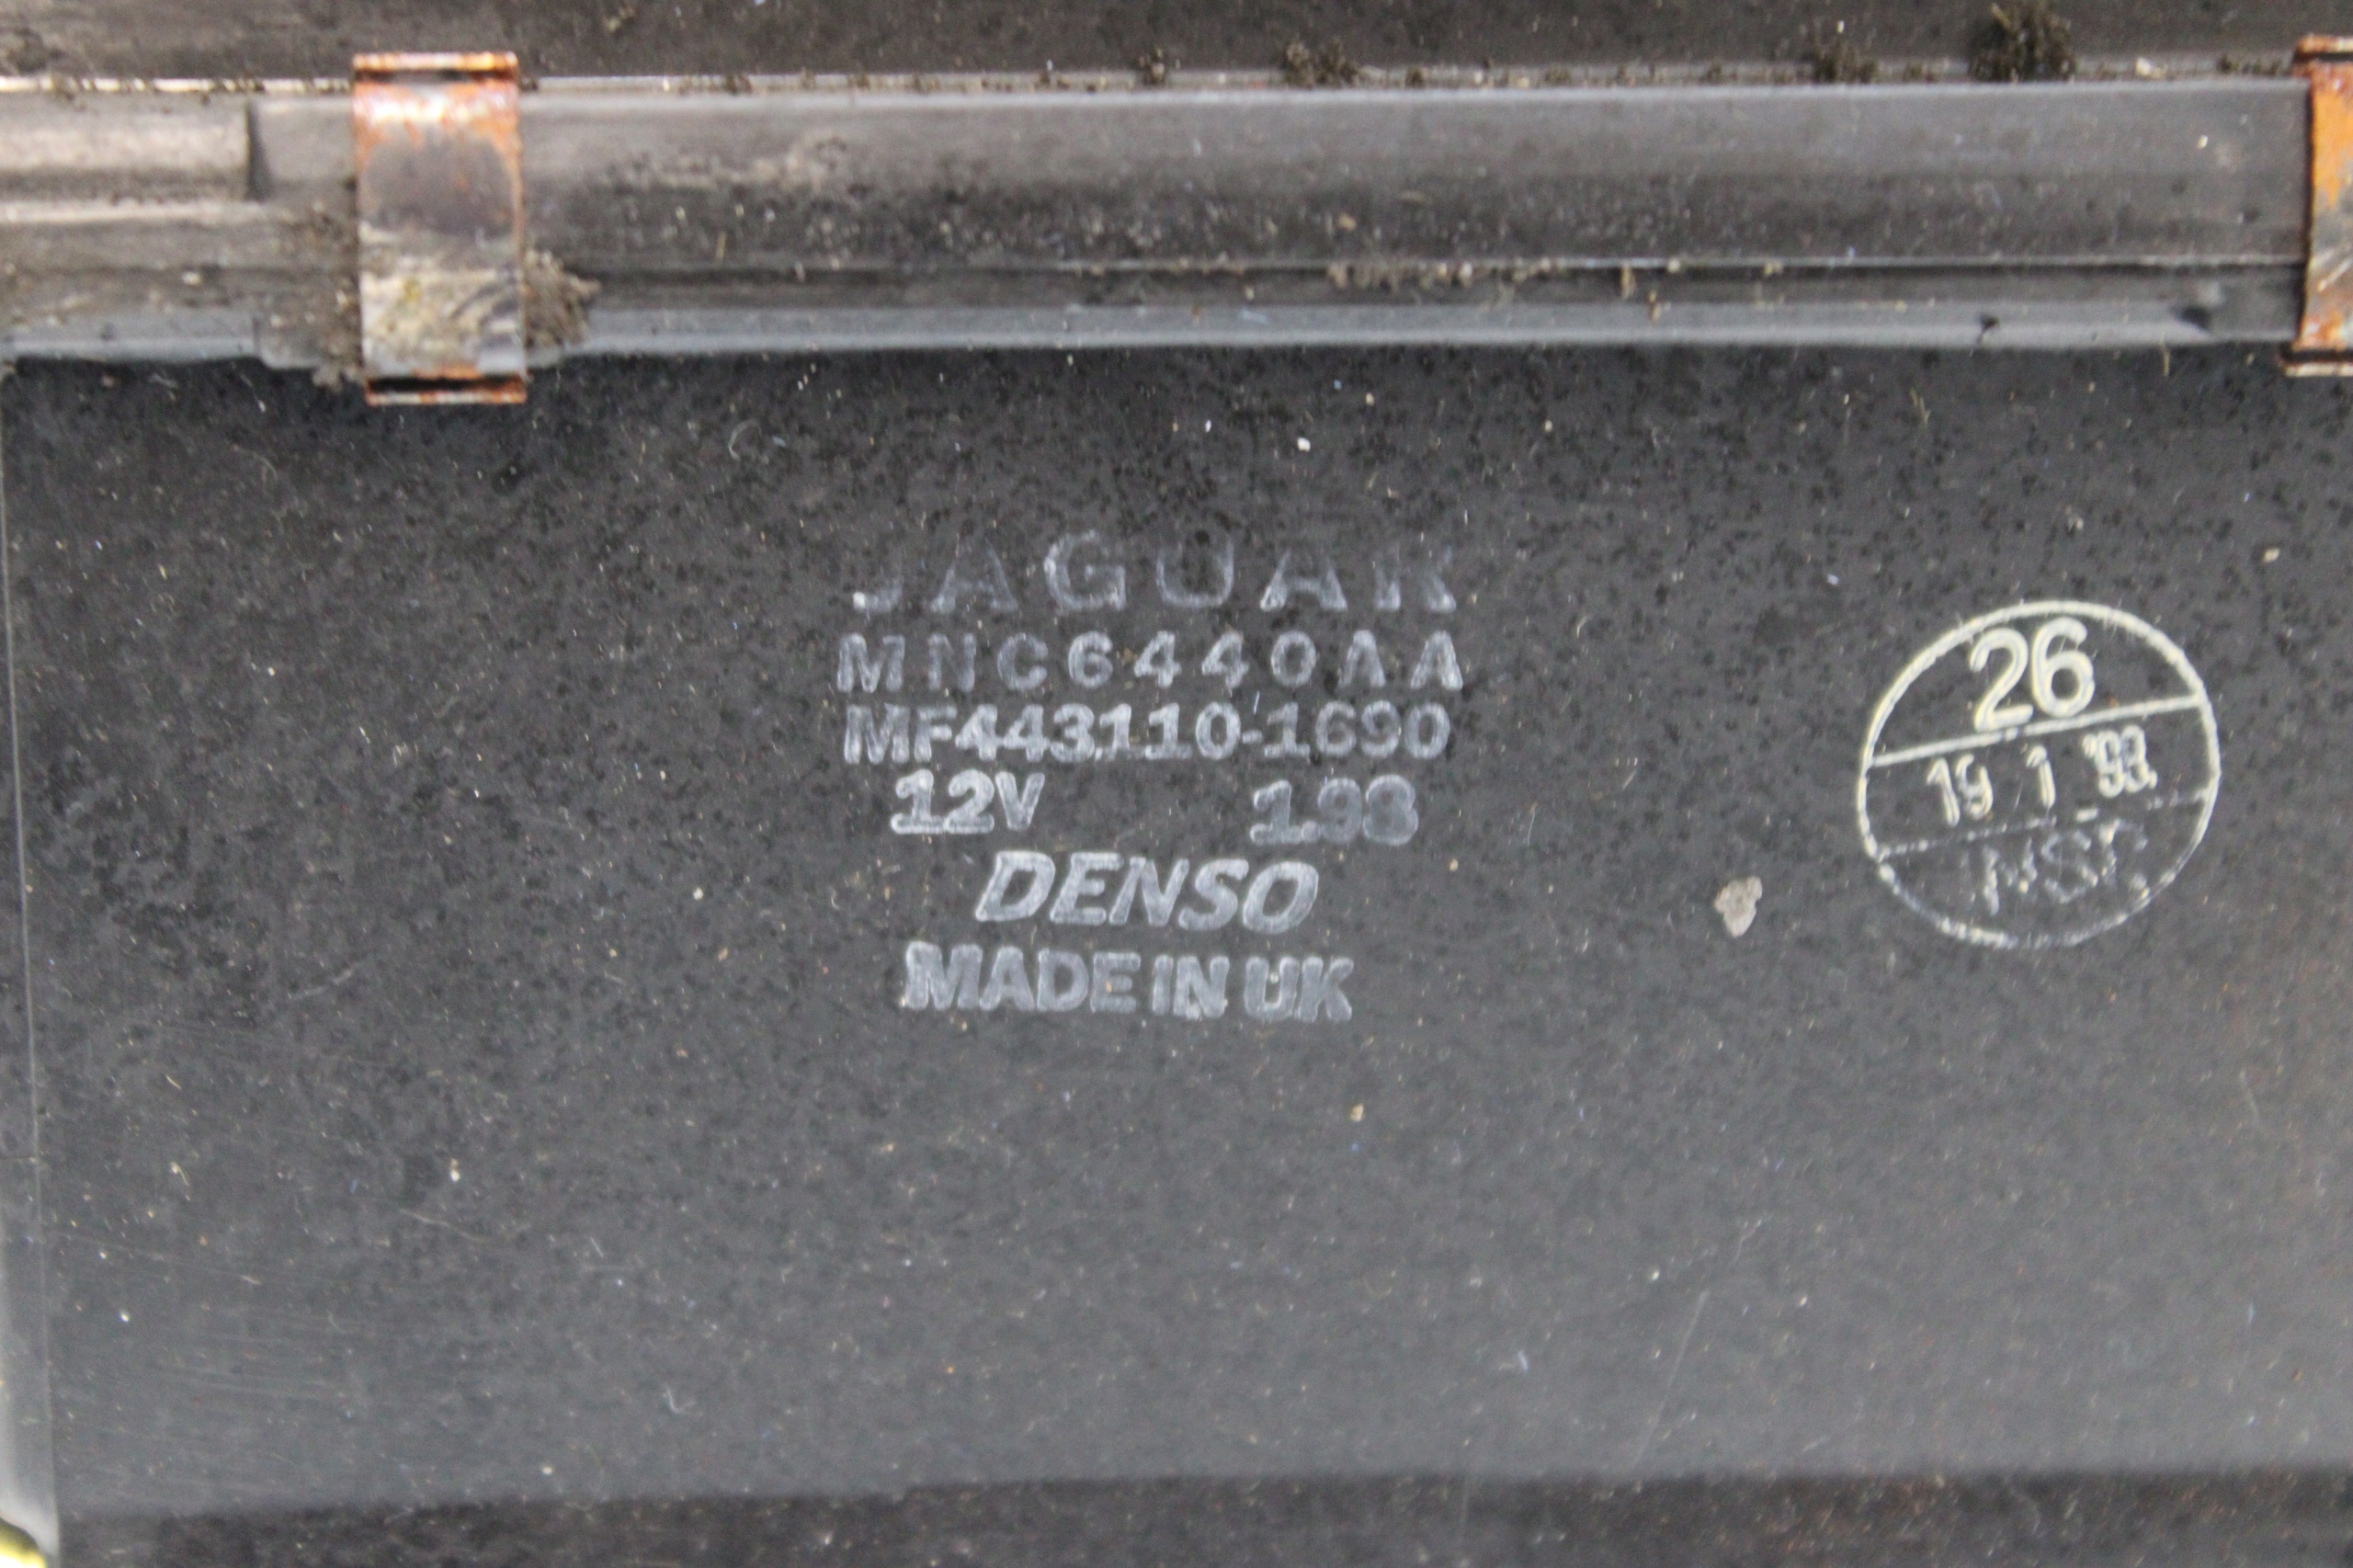 JAGUAR
MNC6440AA
MF443110-1690
12V 1.98
DENSO
MADE IN UK
26
19 1 '98.